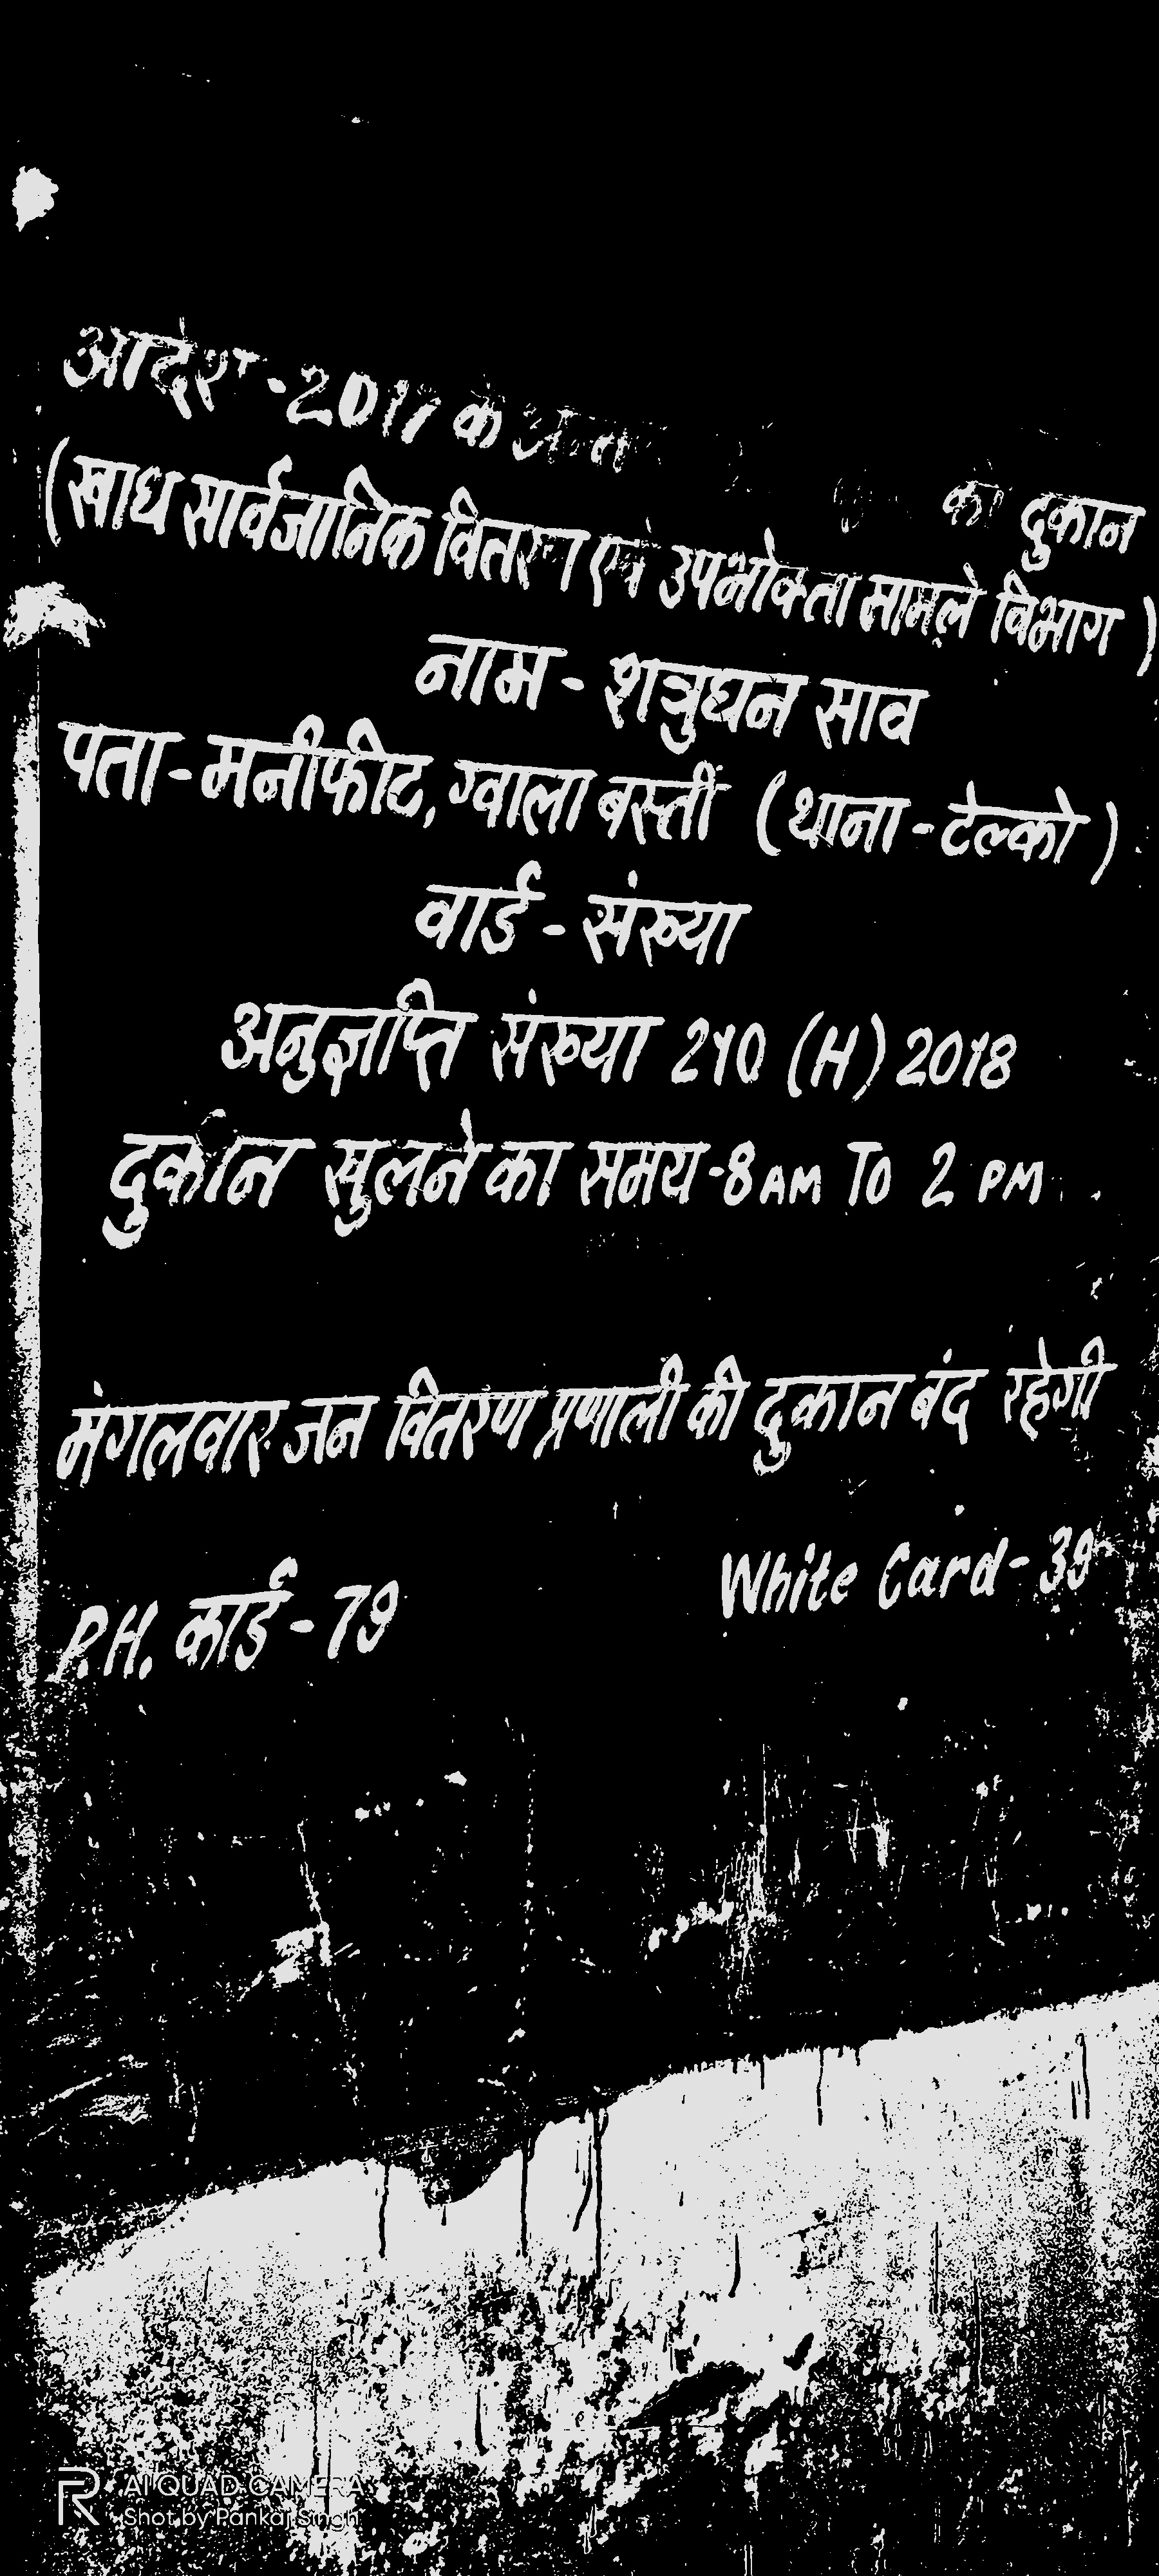 आदेश - 2017 के अंत की दुकान
(खाध सार्वजानिक वितरण एवं उपभोक्ता मामले विभाग )
नाम - शत्रुघन साव
पता - मनीफीट, ग्वाला बस्ती (थाना - टेल्को )
वार्ड - संख्या
अनुज्ञप्ति संख्या 210 (H) 2018
दुकान खुलने का समय - 8 AM TO 2 PM
मंगलवार जन वितरण प्रणाली की दुकान बंद रहेगी
White Card - 39
P.H. कार्ड - 79
AI QUAD CAMERA
Shot by Pankaj Singh